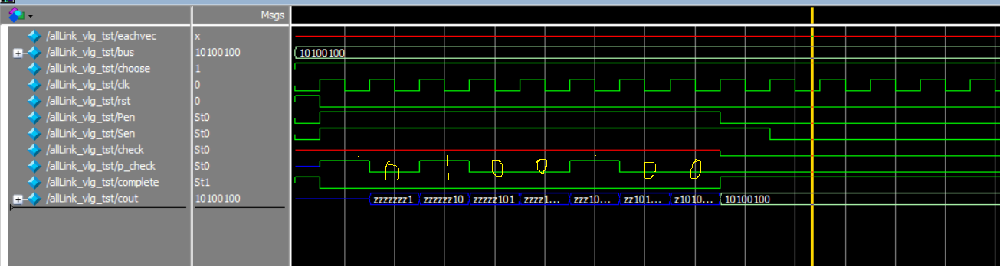 Msgs
/allLink_vlg_tst/eachvec x
/allLink_vlg_tst/bus 10100100 10100100
/allLink_vlg_tst/choose 1
/allLink_vlg_tst/clk 0
/allLink_vlg_tst/rst 0
/allLink_vlg_tst/Pen St0
/allLink_vlg_tst/Sen St0
/allLink_vlg_tst/check St0
/allLink_vlg_tst/p_check St0 1 0 1 0 0 1 0 0
/allLink_vlg_tst/complete St1
/allLink_vlg_tst/cout 10100100 zzzzzzz1 zzzzzz10 zzzzz101 zzzz1... zzz10... zz101... z1010... 10100100